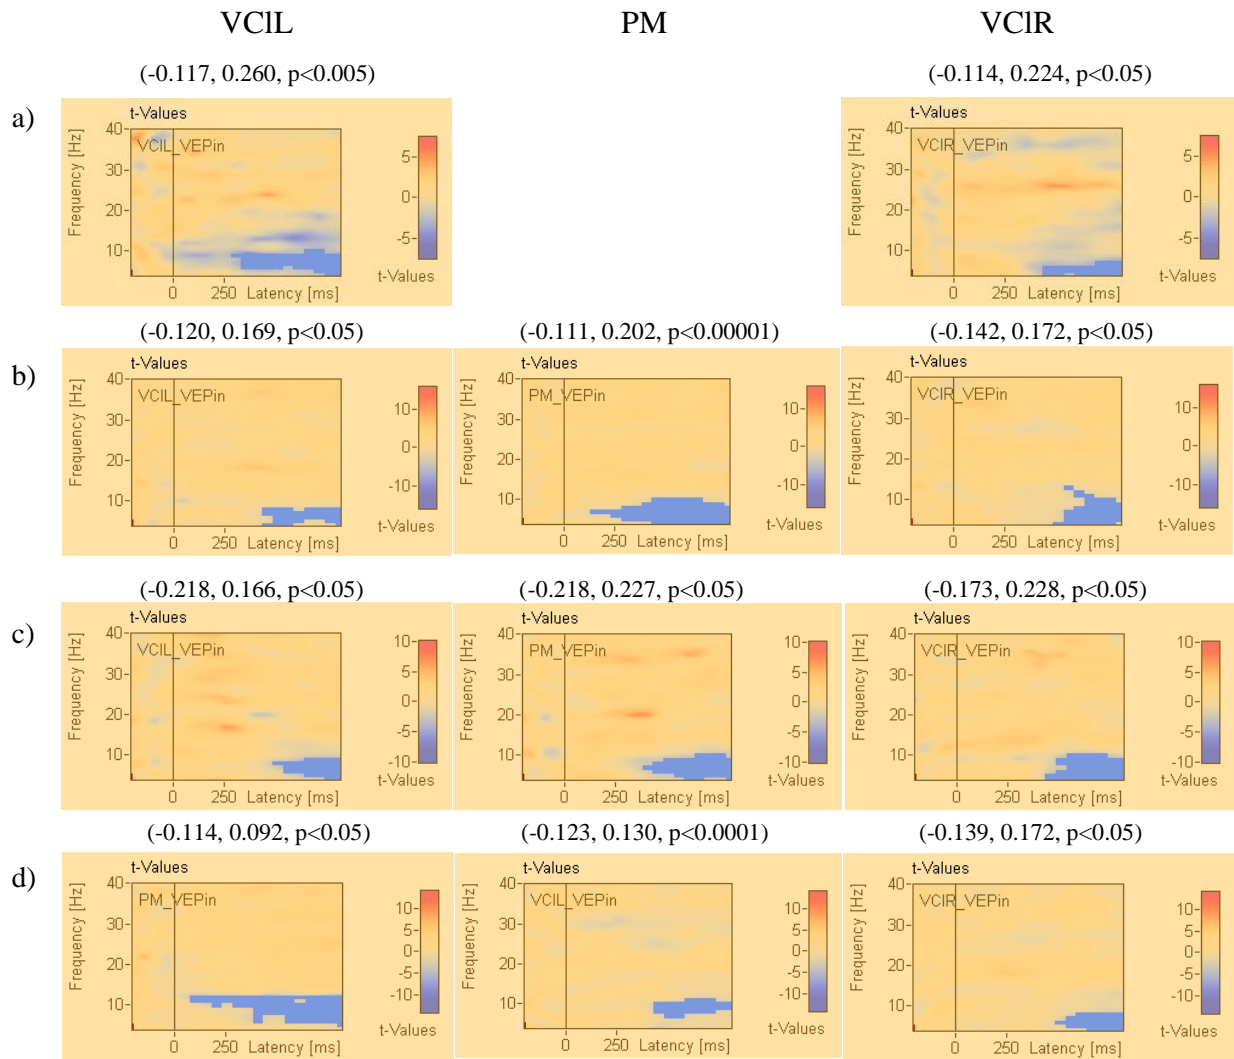 VClL PM VClR
(-0.117, 0.260, p<0.005) (-0.114, 0.224, p<0.05)
a)
t-Values t-Values
Frequency [Hz] 40 30 20 10 VClL_VEPin 5 0 -5 t-Values
0 250 Latency [ms]
Frequency [Hz] 40 30 20 10 VClR_VEPin 5 0 -5 t-Values
0 250 Latency [ms]
(-0.120, 0.169, p<0.05) (-0.111, 0.202, p<0.00001) (-0.142, 0.172, p<0.05)
b)
t-Values t-Values t-Values
Frequency [Hz] 40 30 20 10 VClL_VEPin 10 0 -10 t-Values
0 250 Latency [ms]
Frequency [Hz] 40 30 20 10 PM_VEPin 10 0 -10 t-Values
0 250 Latency [ms]
Frequency [Hz] 40 30 20 10 VClR_VEPin 10 0 -10 t-Values
0 250 Latency [ms]
(-0.218, 0.166, p<0.05) (-0.218, 0.227, p<0.05) (-0.173, 0.228, p<0.05)
c)
t-Values t-Values t-Values
Frequency [Hz] 40 30 20 10 VClL_VEPin 10 5 0 -5 -10 t-Values
0 250 Latency [ms]
Frequency [Hz] 40 30 20 10 PM_VEPin 10 5 0 -5 -10 t-Values
0 250 Latency [ms]
Frequency [Hz] 40 30 20 10 VClR_VEPin 10 5 0 -5 -10 t-Values
0 250 Latency [ms]
(-0.114, 0.092, p<0.05) (-0.123, 0.130, p<0.0001) (-0.139, 0.172, p<0.05)
d)
t-Values t-Values t-Values
Frequency [Hz] 40 30 20 10 PM_VEPin 10 5 0 -5 -10 t-Values
0 250 Latency [ms]
Frequency [Hz] 40 30 20 10 VClL_VEPin 10 5 0 -5 -10 t-Values
0 250 Latency [ms]
Frequency [Hz] 40 30 20 10 VClR_VEPin 10 5 0 -5 -10 t-Values
0 250 Latency [ms]